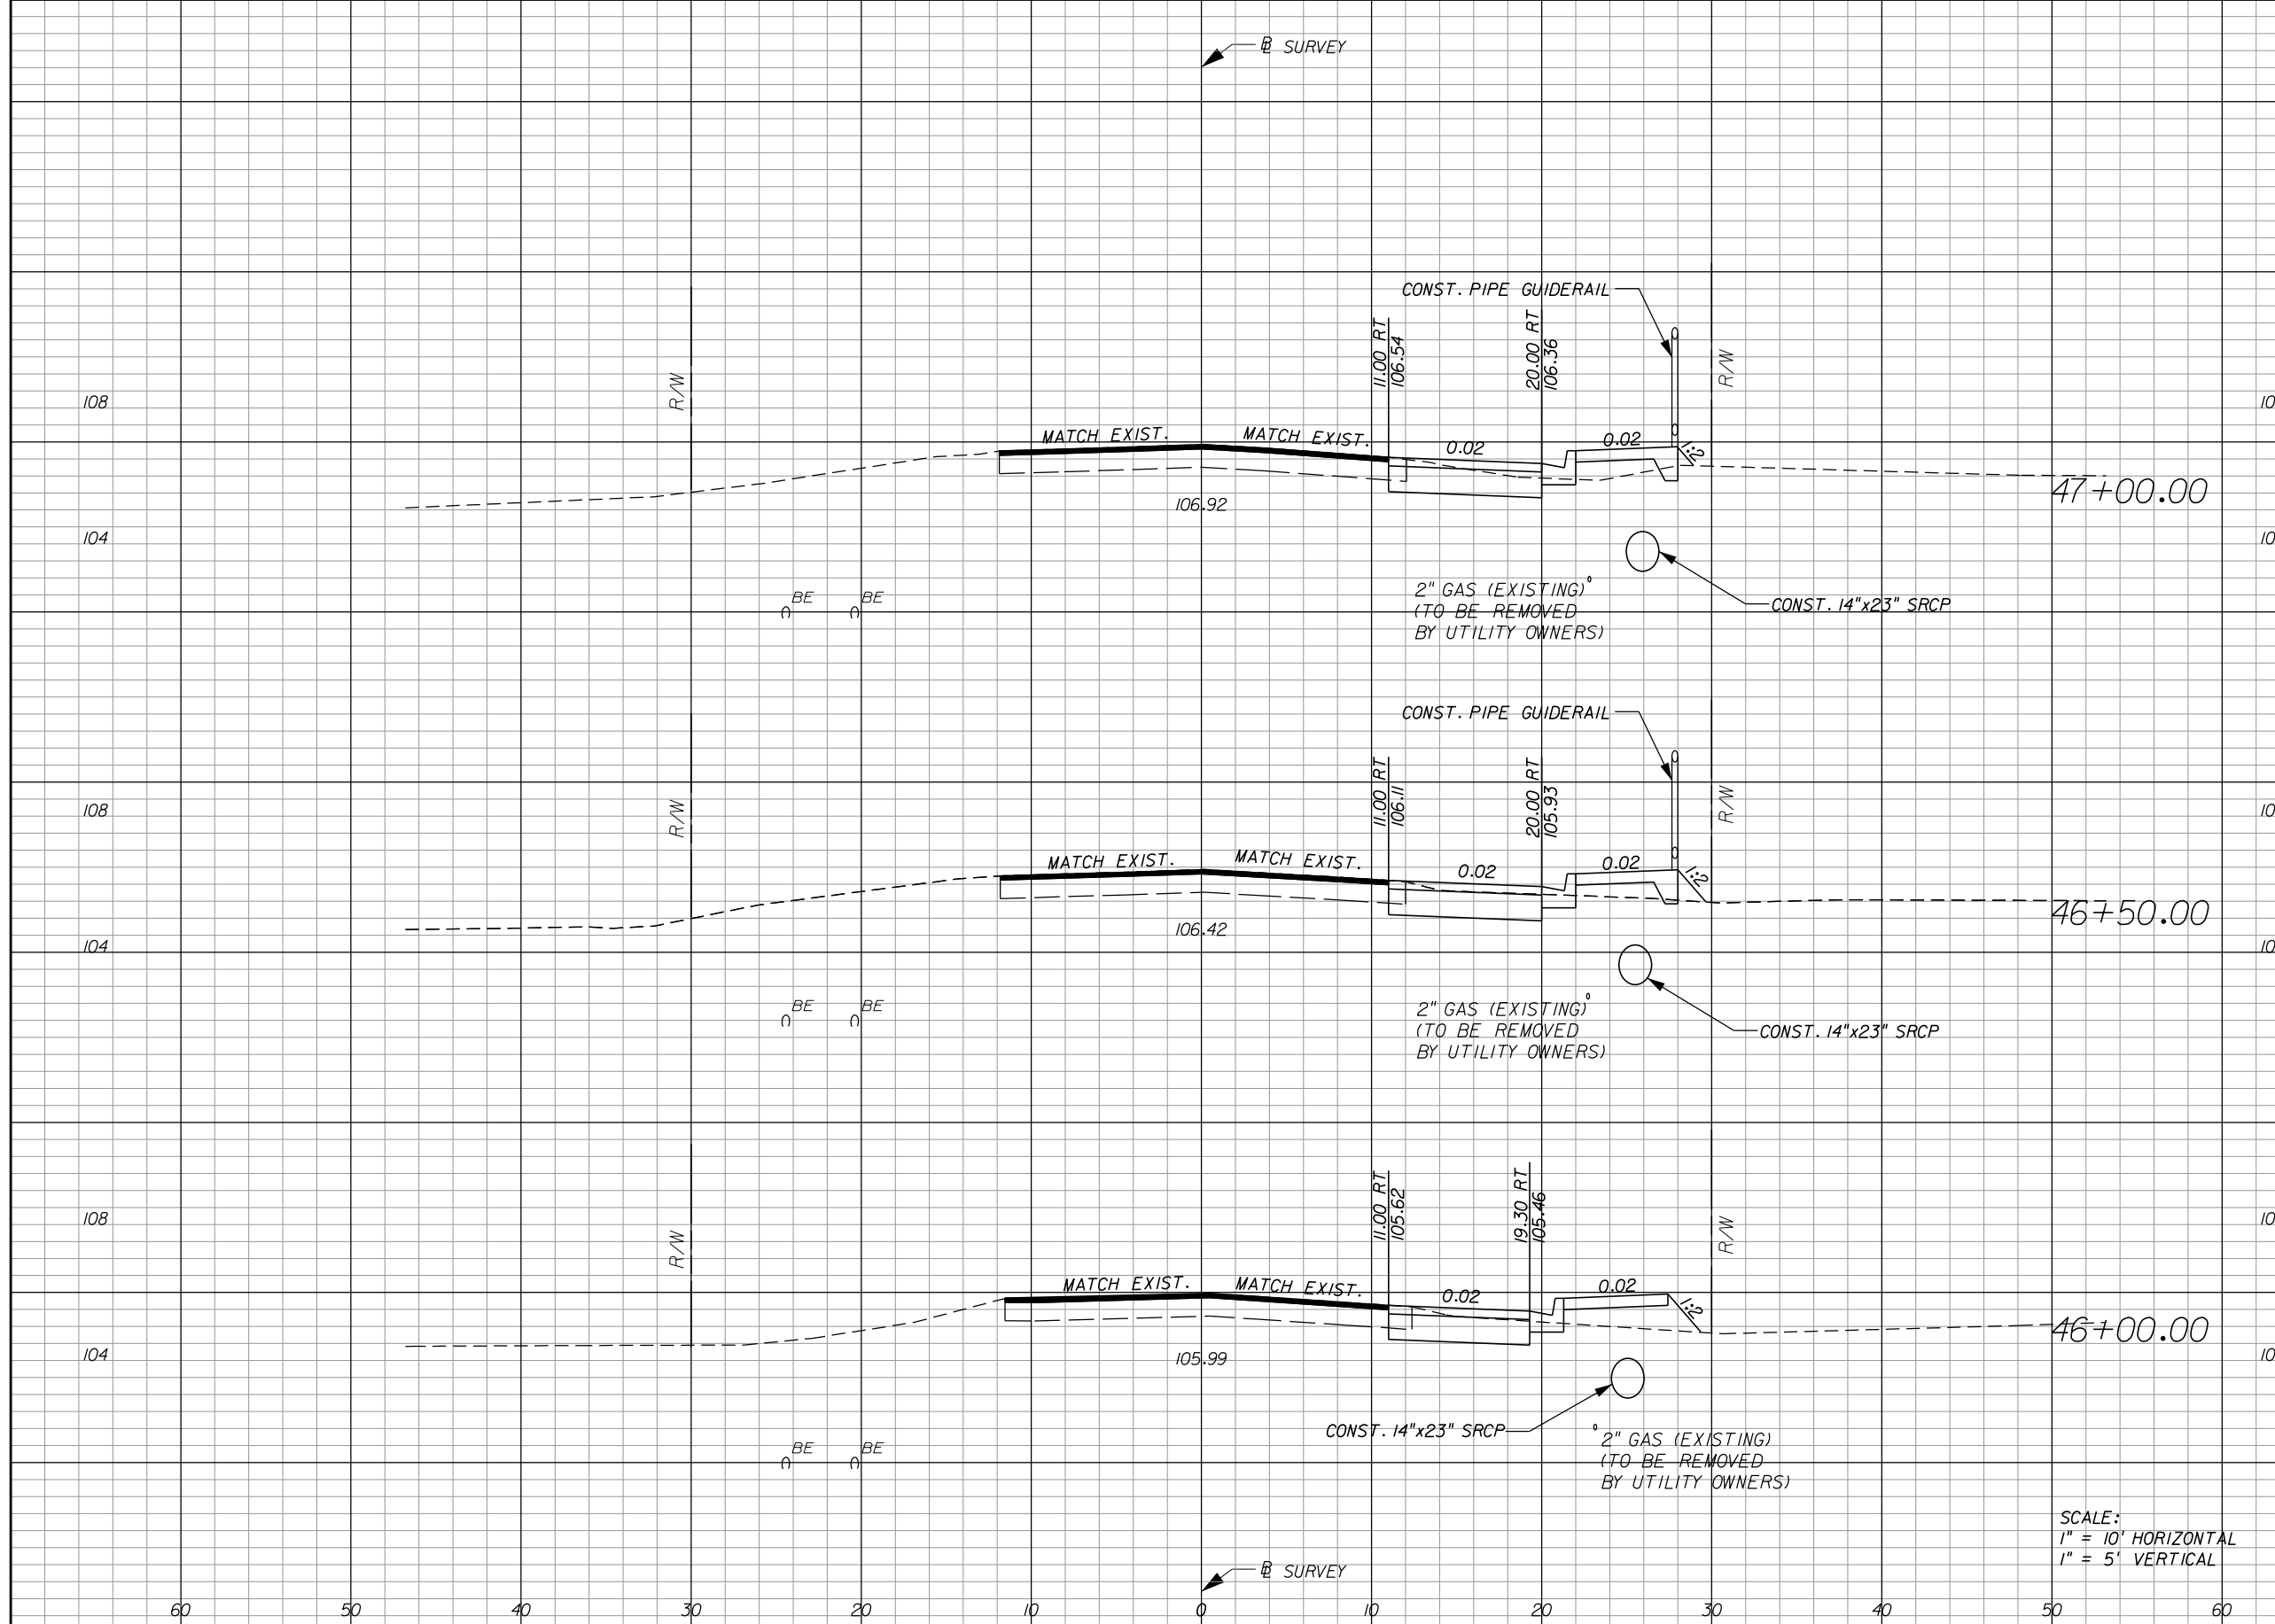 ℄ SURVEY
CONST. PIPE GUIDERAIL
11.00 RT
106.54
20.00 RT
106.36
R/W
R/W
108
10
MATCH EXIST.
MATCH EXIST.
0.02
0.02
1:2
106.92
47+00.00
104
10
BE
BE
2" GAS (EXISTING)
(TO BE REMOVED
BY UTILITY OWNERS)
CONST. 14"x23" SRCP
CONST. PIPE GUIDERAIL
11.00 RT
106.11
20.00 RT
105.93
R/W
R/W
108
10
MATCH EXIST.
MATCH EXIST.
0.02
0.02
1:2
106.42
46+50.00
104
10
BE
BE
2" GAS (EXISTING)
(TO BE REMOVED
BY UTILITY OWNERS)
CONST. 14"x23" SRCP
11.00 RT
105.62
19.30 RT
105.46
R/W
R/W
108
10
MATCH EXIST.
MATCH EXIST.
0.02
0.02
1:2
105.99
46+00.00
104
10
CONST. 14"x23" SRCP
BE
BE
2" GAS (EXISTING)
(TO BE REMOVED
BY UTILITY OWNERS)
SCALE:
1" = 10' HORIZONTAL
1" = 5' VERTICAL
℄ SURVEY
60 50 40 30 20 10 0 10 20 30 40 50 60